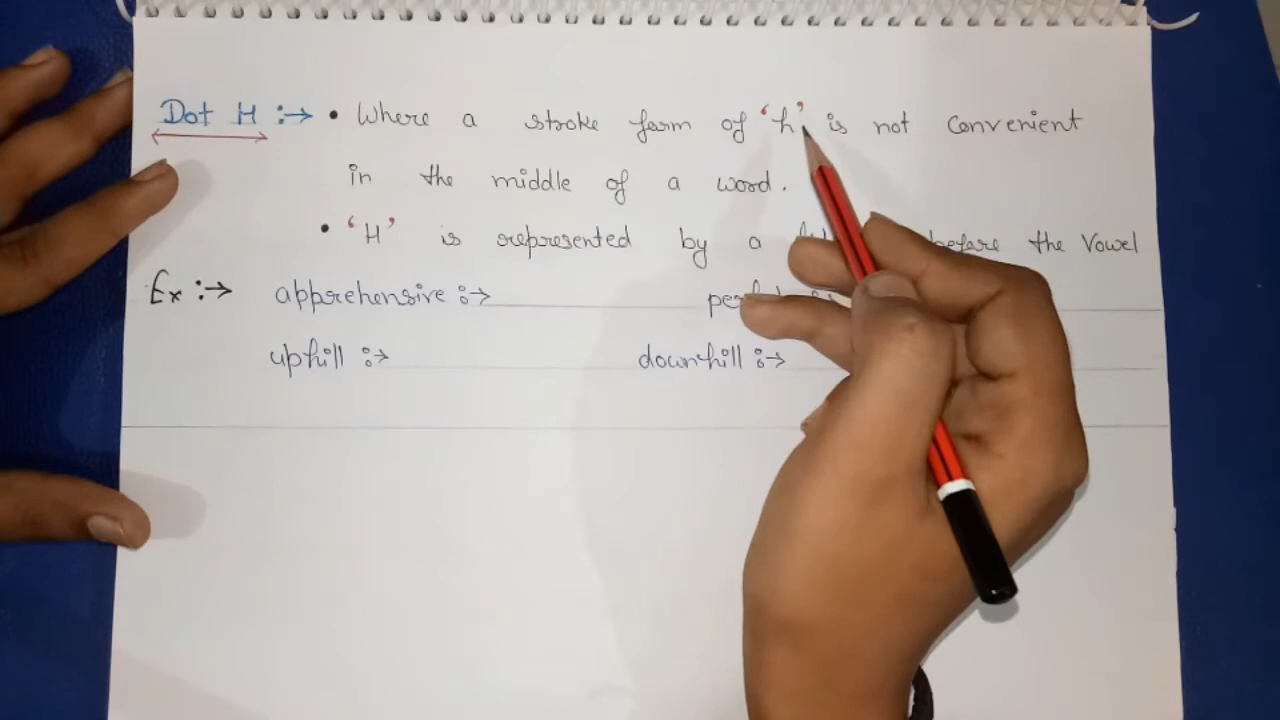 Dot H :→ • Where a stroke form of ‘h’ is not convenient
in the middle of a word.
• ‘H’ is represented by a before the vowel
Ex :→ apprehensive :→
uphill :→ downhill :→